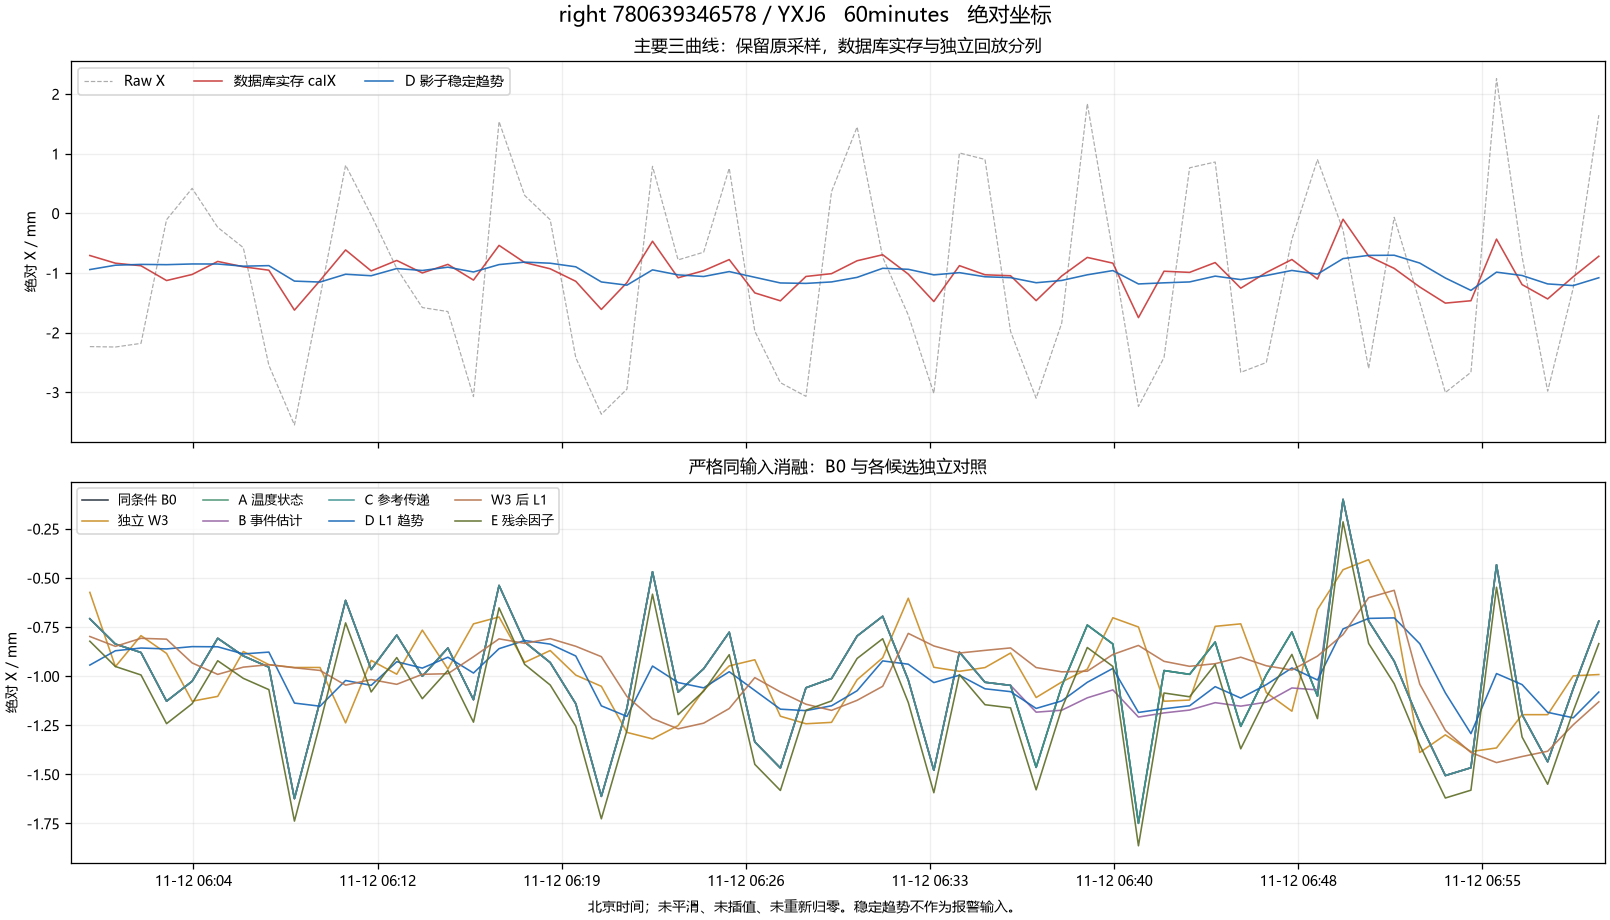 right 780639346578 / YXJ6   60minutes   绝对坐标
主要三曲线：保留原采样，数据库实存与独立回放分列
Raw X
数据库实存 calX
D 影子稳定趋势
绝对 X / mm
2
1
0
-1
-2
-3
严格同输入消融：B0 与各候选独立对照
同条件 B0
A 温度状态
C 参考传递
W3 后 L1
独立 W3
B 事件估计
D L1 趋势
E 残余因子
绝对 X / mm
-0.25
-0.50
-0.75
-1.00
-1.25
-1.50
-1.75
11-12 06:04
11-12 06:12
11-12 06:19
11-12 06:26
11-12 06:33
11-12 06:40
11-12 06:48
11-12 06:55
北京时间；未平滑、未插值、未重新归零。稳定趋势不作为报警输入。